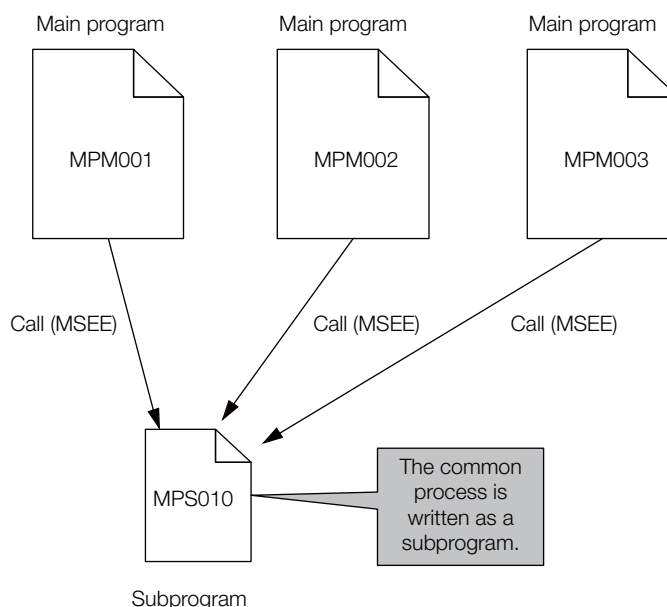 Main program
Main program
Main program
MPM001
MPM002
MPM003
Call (MSEE)
Call (MSEE)
Call (MSEE)
MPS010
The common
process is
written as a
subprogram.
Subprogram